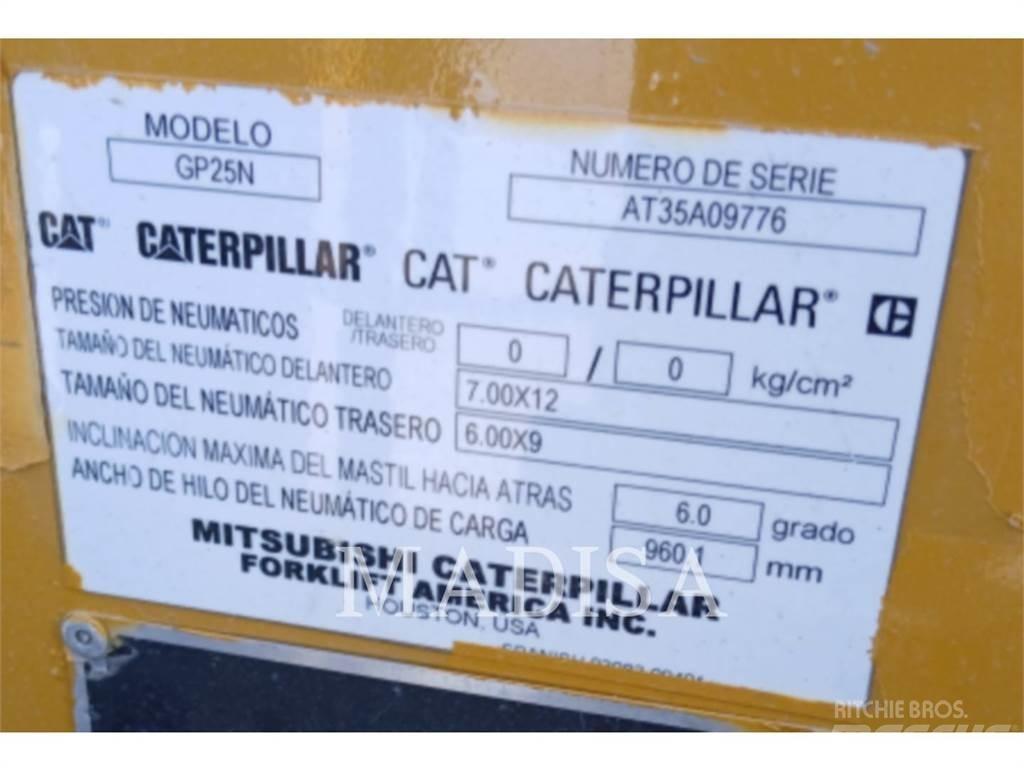 MODELO
GP25N
NUMERO DE SERIE
AT35A09776
CAT® CATERPILLAR® CAT® CATERPILLAR®
PRESION DE NEUMATICOS DELANTERO /TRASERO 0 / 0 kg/cm²
TAMAÑO DEL NEUMÁTICO DELANTERO 7.00X12
TAMAÑO DEL NEUMÁTICO TRASERO 6.00X9
INCLINACION MAXIMA DEL MASTIL HACIA ATRAS 6.0 grado
ANCHO DE HILO DEL NEUMÁTICO DE CARGA 960.1 mm
MITSUBISHI CATERPILLAR
FORKLIFT AMERICA INC.
HOUSTON, USA
SPANISH
MADISA
RITCHIE BROS.